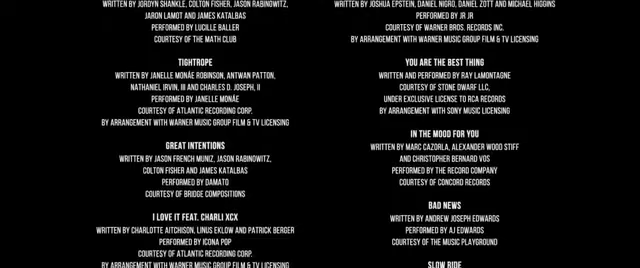 WRITTEN BY JORDYN SHANKLE, COLTON FISHER, JASON RABINOWITZ,
JARON LAMOT AND JAMES KATALBAS
PERFORMED BY LUCILLE BALLER
COURTESY OF THE MATH CLUB
TIGHTROPE
WRITTEN BY JANELLE MONÁE ROBINSON, ANTWAN PATTON,
NATHANIEL IRVIN, III AND CHARLES D. JOSEPH, II
PERFORMED BY JANELLE MONÁE
COURTESY OF ATLANTIC RECORDING CORP.
BY ARRANGEMENT WITH WARNER MUSIC GROUP FILM & TV LICENSING
GREAT INTENTIONS
WRITTEN BY JASON FRENCH MUNIZ, JASON RABINOWITZ,
COLTON FISHER AND JAMES KATALBAS
PERFORMED BY DAMATO
COURTESY OF BRIDGE COMPOSITIONS
I LOVE IT FEAT. CHARLI XCX
WRITTEN BY CHARLOTTE AITCHISON, LINUS EKLOW AND PATRICK BERGER
PERFORMED BY ICONA POP
COURTESY OF ATLANTIC RECORDING CORP.
BY ARRANGEMENT WITH WARNER MUSIC GROUP FILM & TV LICENSING
WRITTEN BY JOSHUA EPSTEIN, DANIEL NIGRO, DANIEL ZOTT AND MICHAEL HIGGINS
PERFORMED BY JR JR
COURTESY OF WARNER BROS. RECORDS INC.
BY ARRANGEMENT WITH WARNER MUSIC GROUP FILM & TV LICENSING
YOU ARE THE BEST THING
WRITTEN AND PERFORMED BY RAY LAMONTAGNE
COURTESY OF STONE DWARF LLC,
UNDER EXCLUSIVE LICENSE TO RCA RECORDS
BY ARRANGEMENT WITH SONY MUSIC LICENSING
IN THE MOOD FOR YOU
WRITTEN BY MARC CAZORLA, ALEXANDER WOOD STIFF
AND CHRISTOPHER BERNARD VOS
PERFORMED BY THE RECORD COMPANY
COURTESY OF CONCORD RECORDS
BAD NEWS
WRITTEN BY ANDREW JOSEPH EDWARDS
PERFORMED BY AJ EDWARDS
COURTESY OF THE MUSIC PLAYGROUND
SLOW RIDE